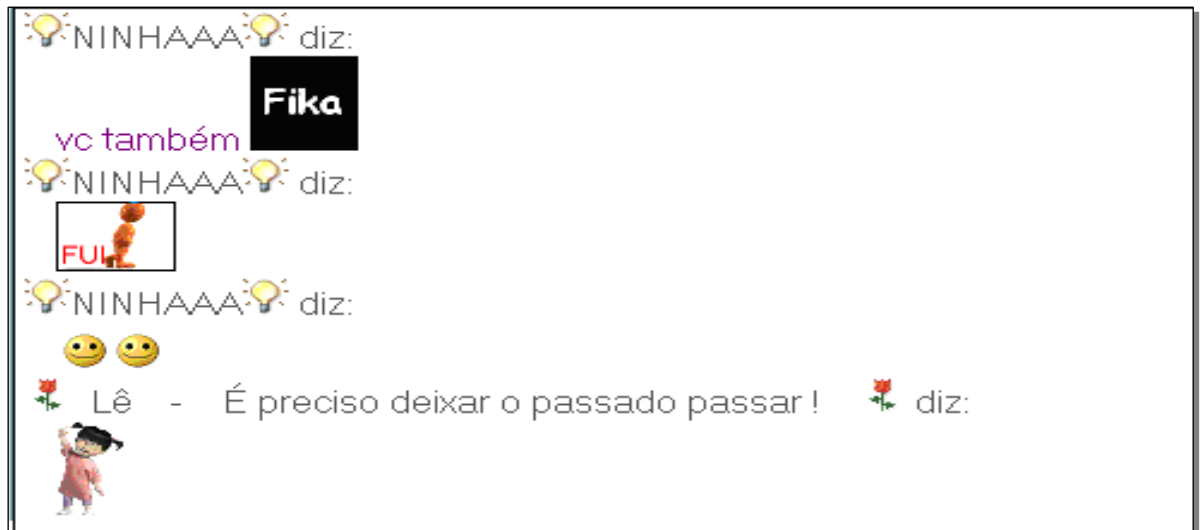 NINHAAA diz:
vc também Fika
NINHAAA diz:
FUI
NINHAAA diz:
Lê - É preciso deixar o passado passar ! diz: